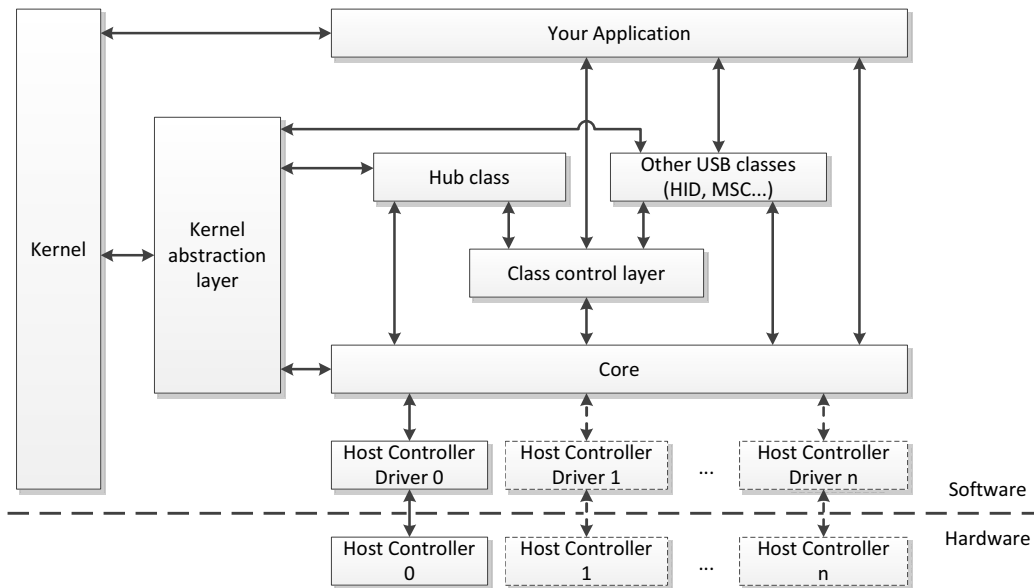 Your Application
Kernel
Kernel
abstraction
layer
Hub class
Other USB classes
(HID, MSC...)
Class control layer
Core
Host Controller
Driver 0
Host Controller
Driver 1
...
Host Controller
Driver n
Software
Hardware
Host Controller
0
Host Controller
1
...
Host Controller
n